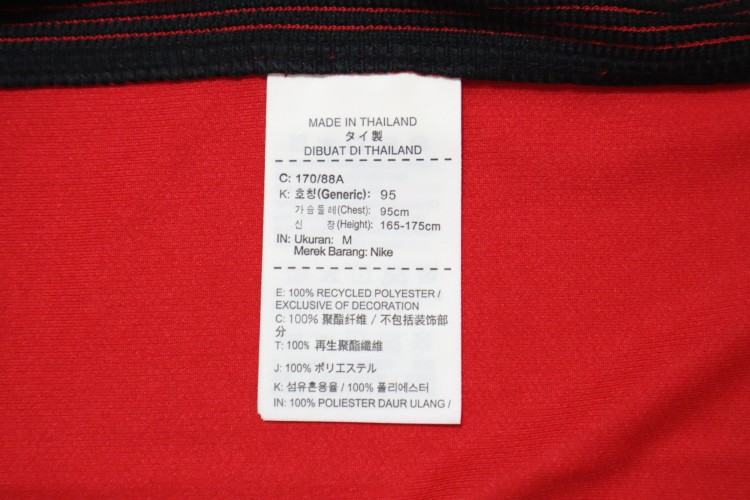 MADE IN THAILAND
タイ製
DIBUAT DI THAILAND
C: 170/88A
K: 호칭(Generic): 95
가슴둘레(Chest): 95cm
신 장(Height): 165-175cm
IN: Ukuran: M
Merek Barang: Nike
E: 100% RECYCLED POLYESTER /
EXCLUSIVE OF DECORATION
C: 100% 聚酯纤维 / 不包括装饰部
分
T: 100% 再生聚酯纖維
J: 100% ポリエステル
K: 섬유혼용율 / 100% 폴리에스터
IN: 100% POLIESTER DAUR ULANG /